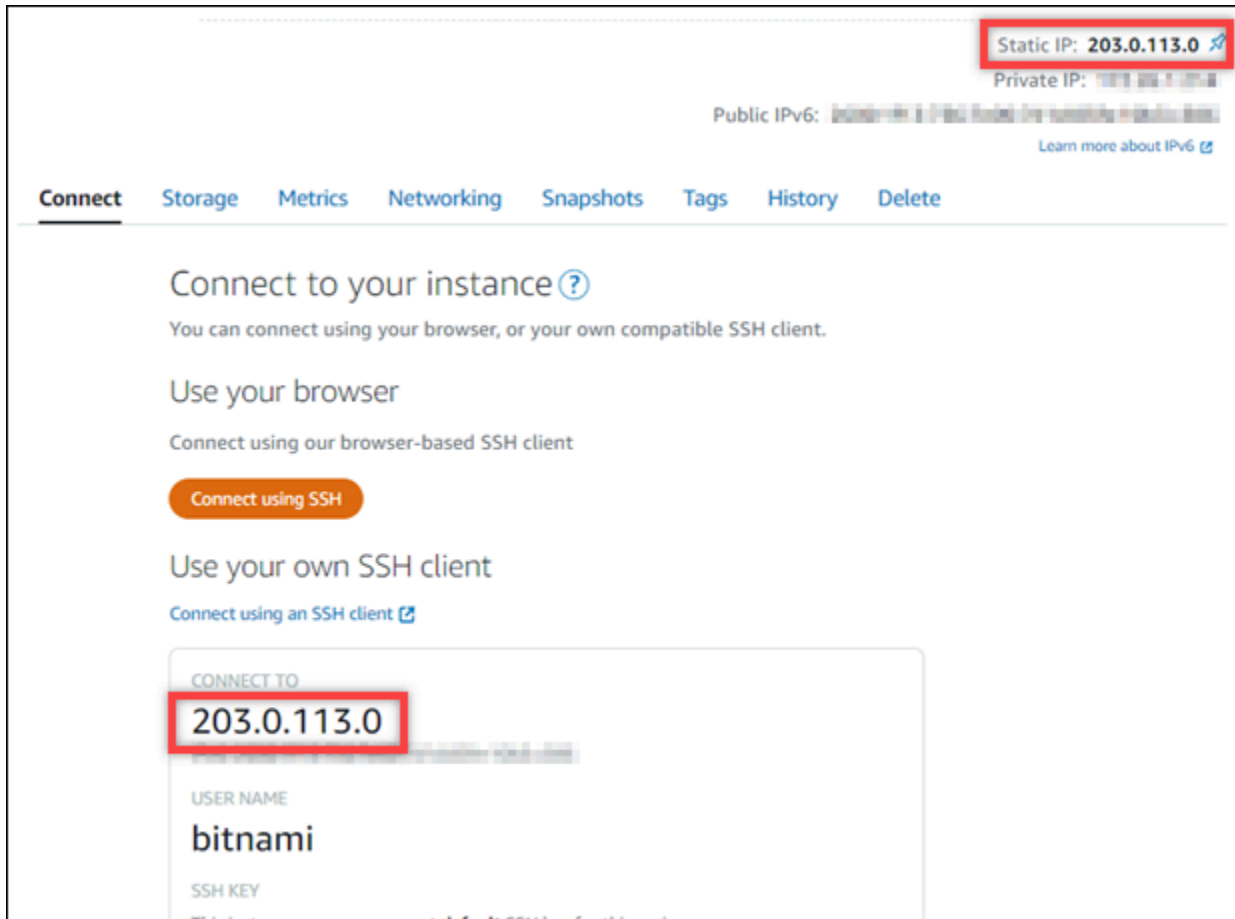 Static IP: 203.0.113.0
Private IP:
Public IPv6:
Learn more about IPv6
Connect Storage Metrics Networking Snapshots Tags History Delete
Connect to your instance ?
You can connect using your browser, or your own compatible SSH client.
Use your browser
Connect using our browser-based SSH client
Connect using SSH
Use your own SSH client
Connect using an SSH client
CONNECT TO
203.0.113.0
USER NAME
bitnami
SSH KEY